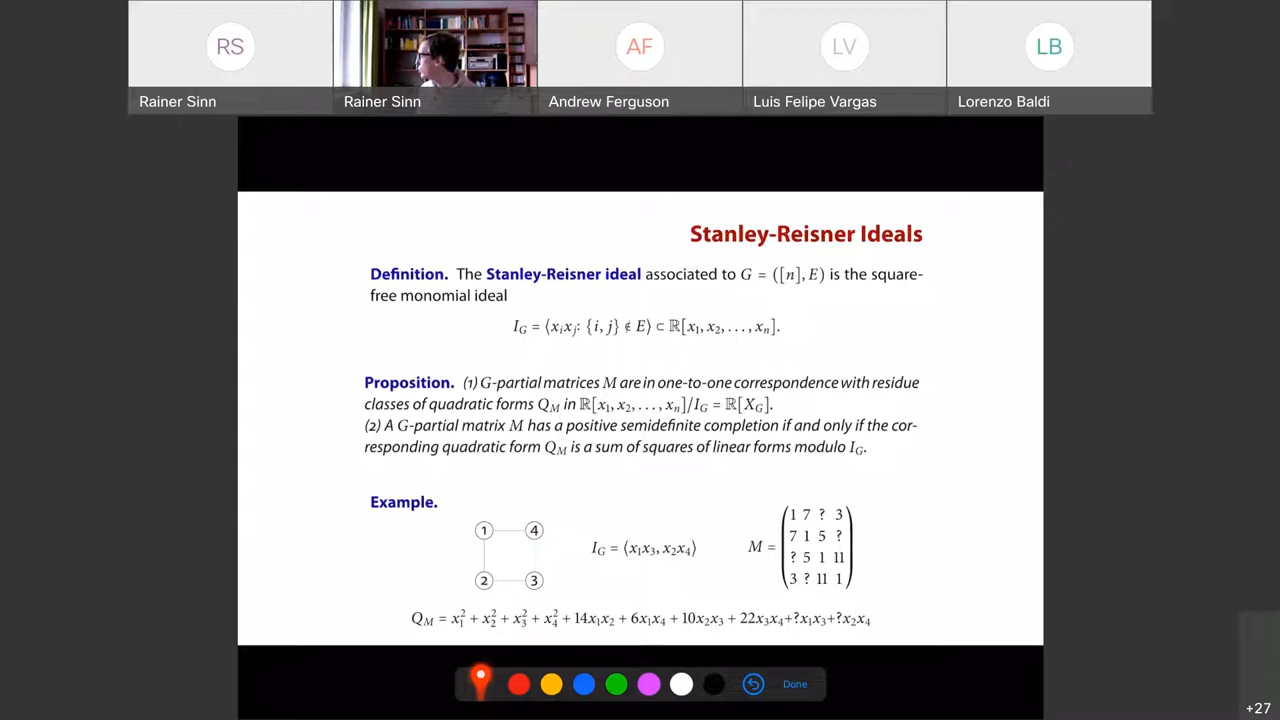 RS AF LV LB
Rainer Sinn Rainer Sinn Andrew Ferguson Luis Felipe Vargas Lorenzo Baldi
Stanley-Reisner Ideals
Definition. The Stanley-Reisner ideal associated to G = ([n], E) is the square-
free monomial ideal
I_G = ⟨x_i x_j: {i, j} ∉ E⟩ ⊂ ℝ[x_1, x_2, . . . , x_n].
Proposition. (1) G-partial matrices M are in one-to-one correspondence with residue
classes of quadratic forms Q_M in ℝ[x_1, x_2, . . . , x_n]/I_G = ℝ[X_G].
(2) A G-partial matrix M has a positive semidefinite completion if and only if the cor-
responding quadratic form Q_M is a sum of squares of linear forms modulo I_G.
Example.
1 4
2 3
I_G = ⟨x_1x_3, x_2x_4⟩
M =
1 7 ? 3
7 1 5 ?
? 5 1 11
3 ? 11 1
Q_M = x_1^2 + x_2^2 + x_3^2 + x_4^2 + 14x_1x_2 + 6x_1x_4 + 10x_2x_3 + 22x_3x_4+?x_1x_3+?x_2x_4
Done
+27